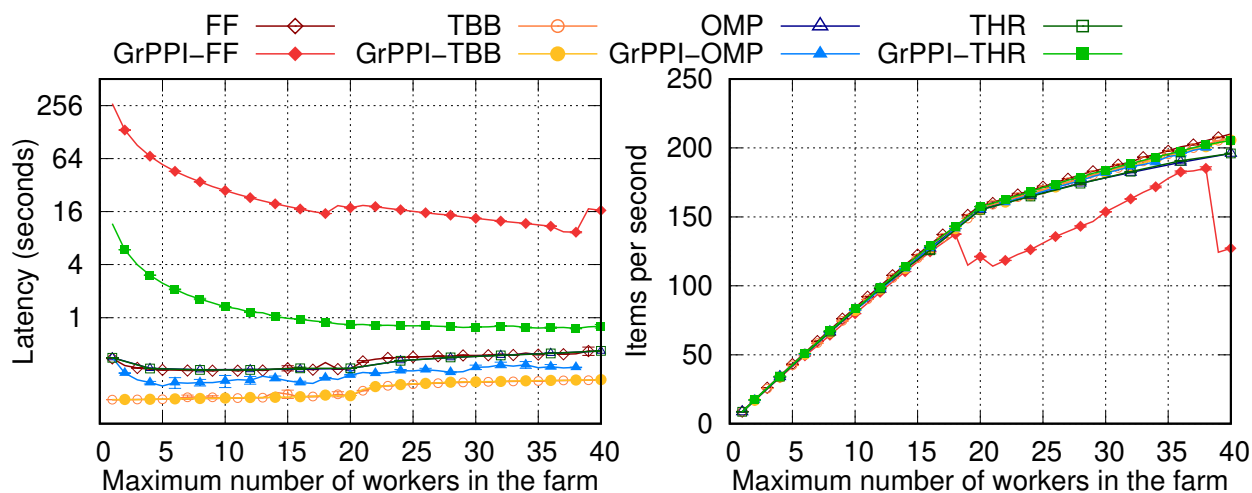 FF TBB OMP THR
GrPPI−FF GrPPI−TBB GrPPI−OMP GrPPI−THR
Latency (seconds)
256
64
16
4
1
0 5 10 15 20 25 30 35 40
Maximum number of workers in the farm
Items per second
250
200
150
100
50
0
0 5 10 15 20 25 30 35 40
Maximum number of workers in the farm